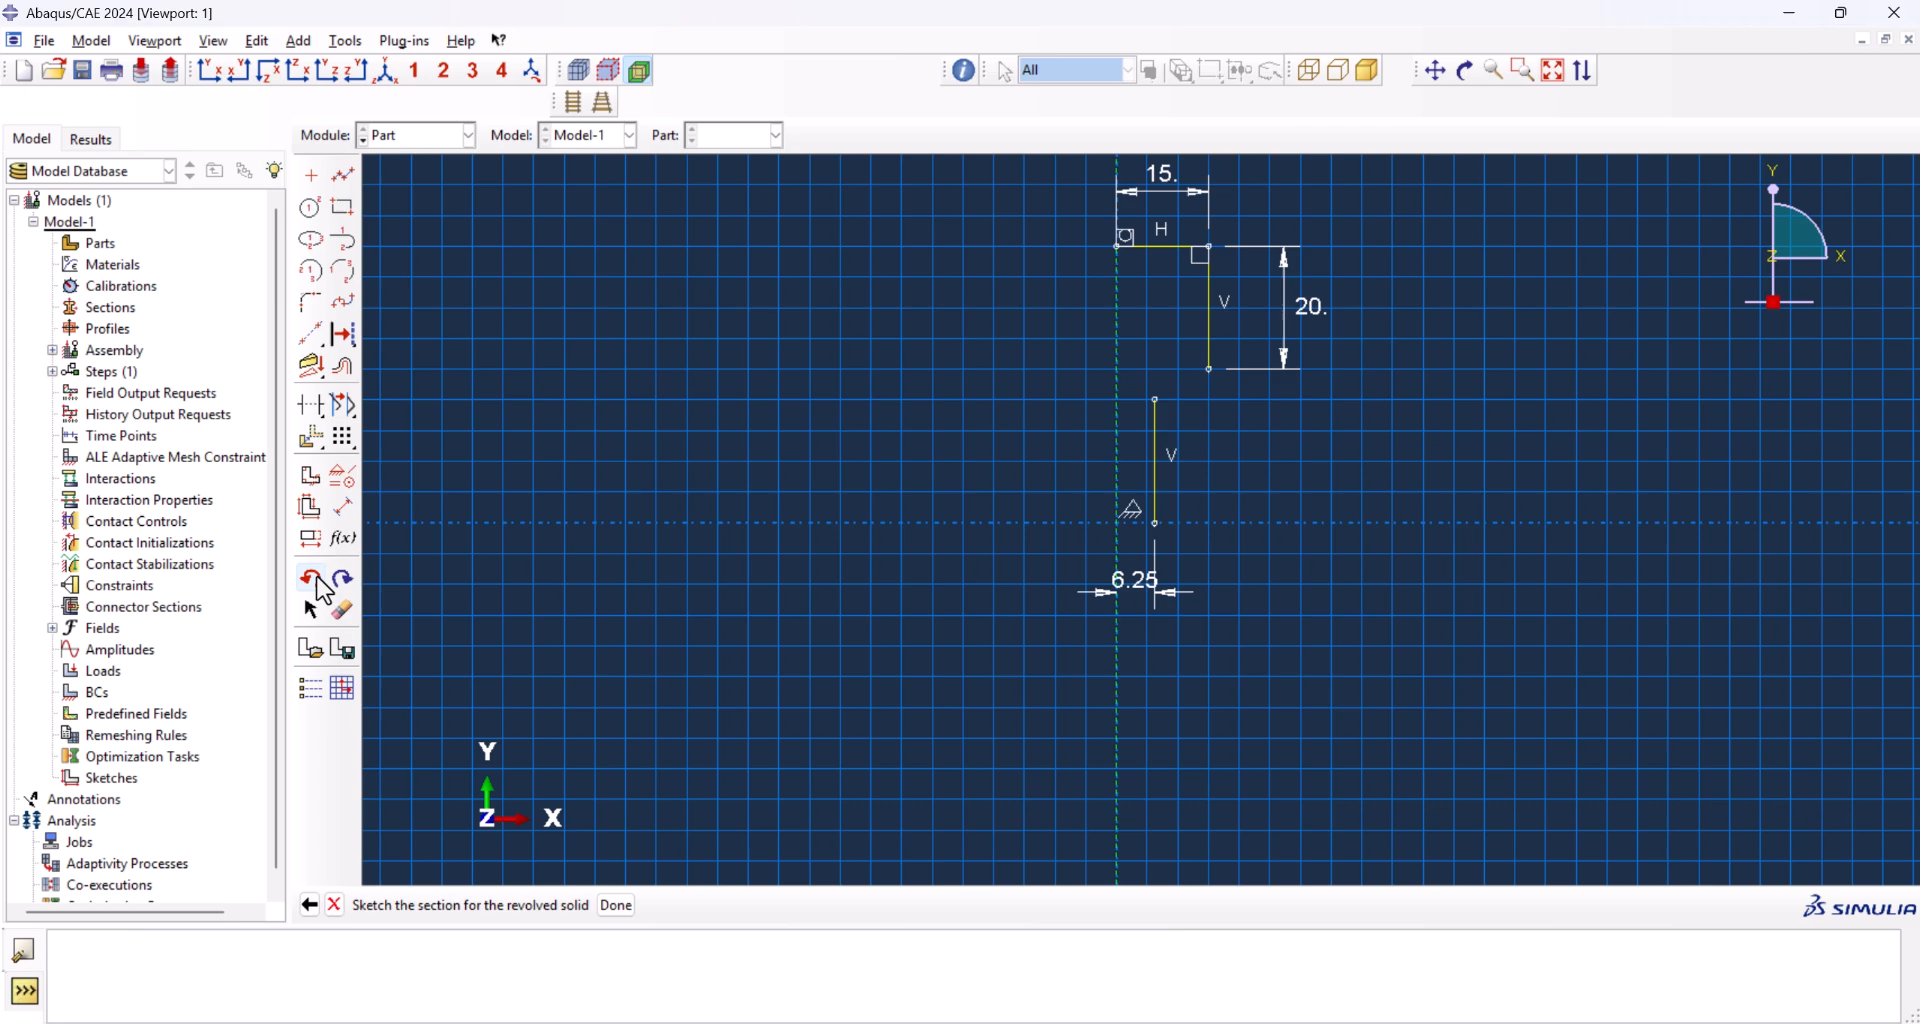 Abaqus/CAE 2024 [Viewport: 1]
File Model Viewport View Edit Add Tools Plug-ins Help
1 2 3 4
All
Model Results
Module: Part Model: Model-1 Part:
Model Database
Models (1)
Model-1
Parts
Materials
Calibrations
Sections
Profiles
Assembly
Steps (1)
Field Output Requests
History Output Requests
Time Points
ALE Adaptive Mesh Constraint
Interactions
Interaction Properties
Contact Controls
Contact Initializations
Contact Stabilizations
Constraints
Connector Sections
Fields
Amplitudes
Loads
BCs
Predefined Fields
Remeshing Rules
Optimization Tasks
Sketches
Annotations
Analysis
Jobs
Adaptivity Processes
Co-executions
f(x)
15.
H
V
20.
V
6.25
Y
Z X
Y
Z X
Sketch the section for the revolved solid Done
SIMULIA
>>>